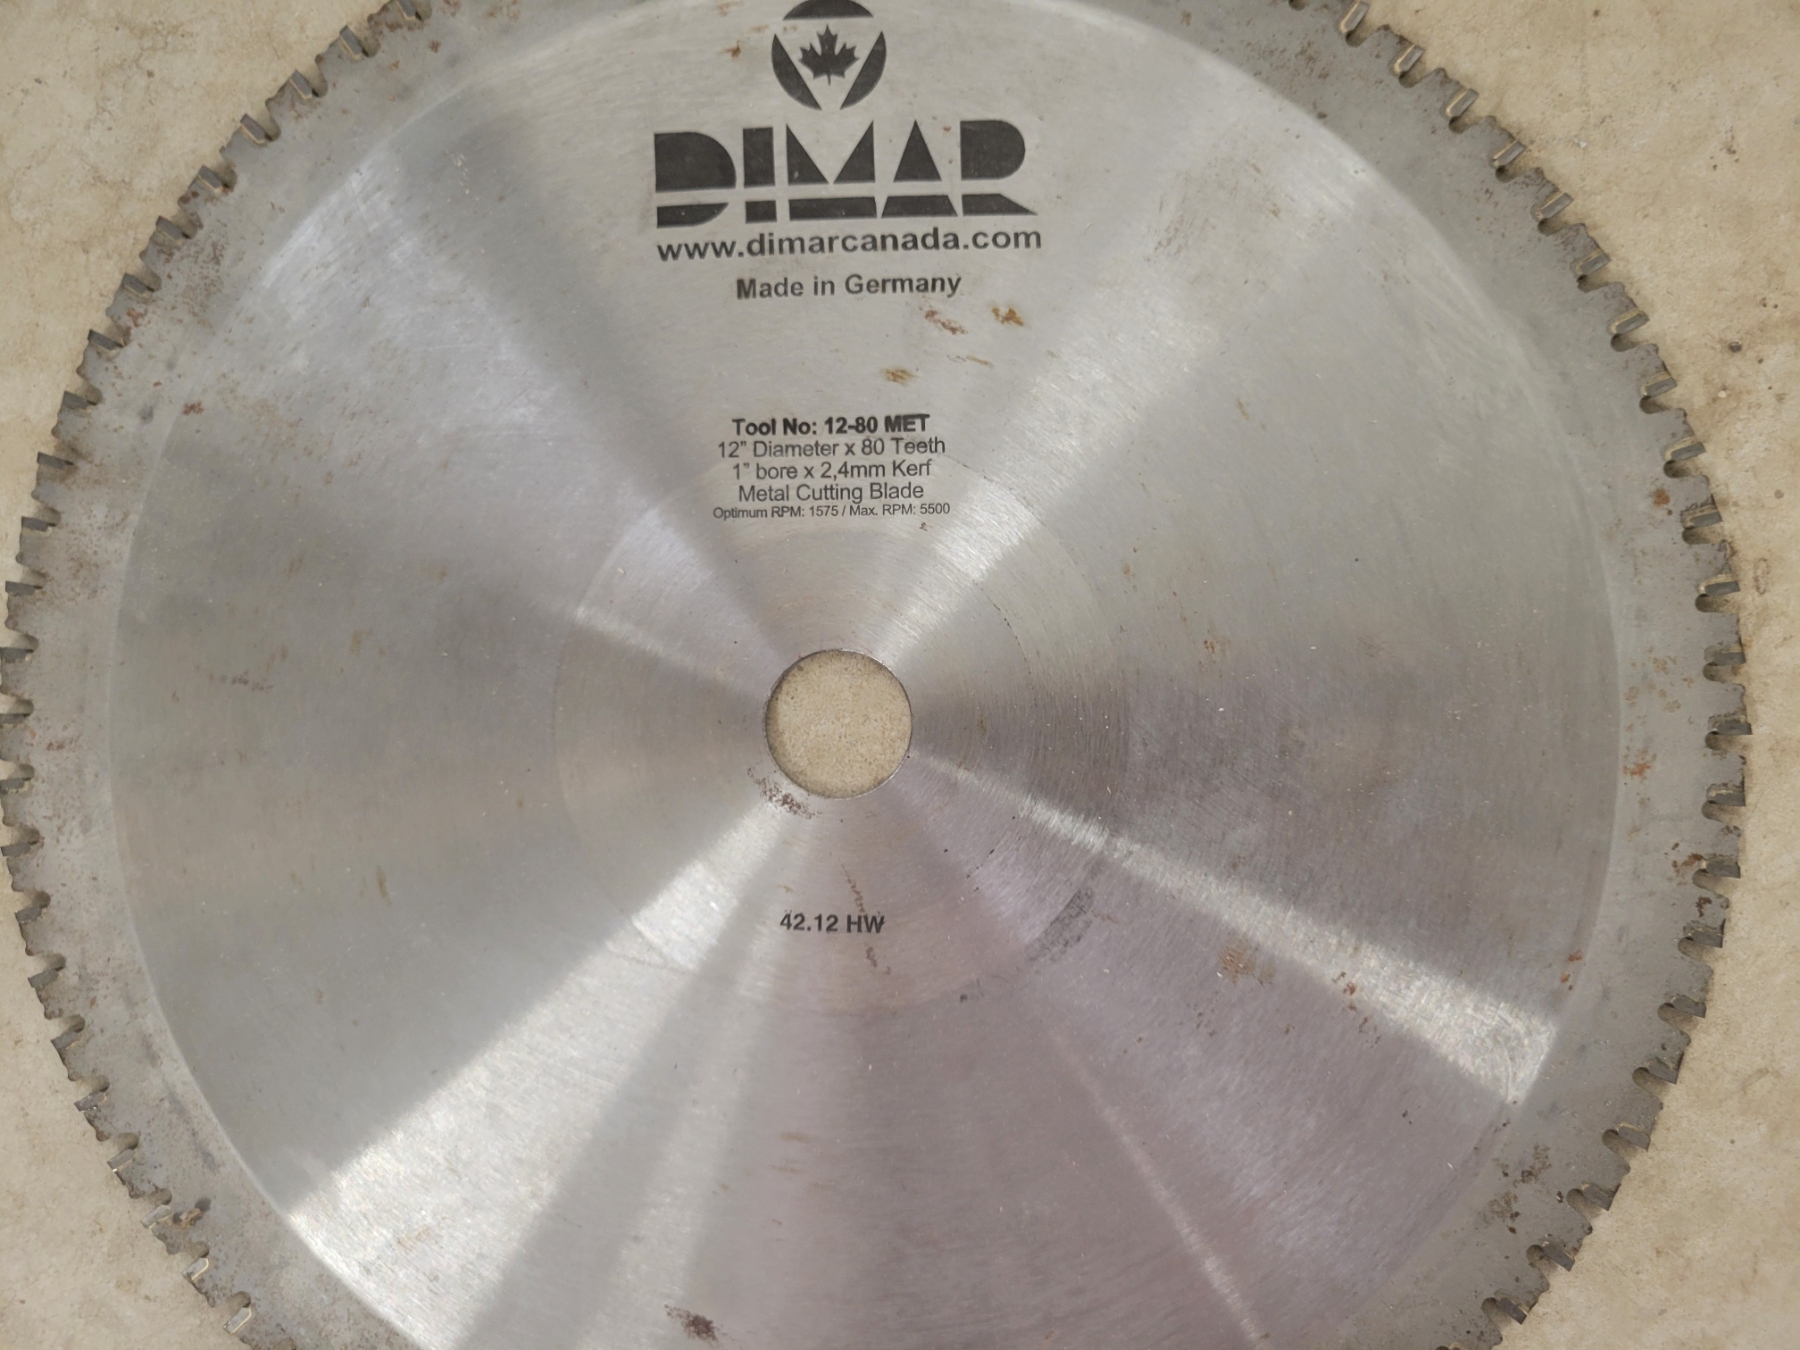 DIMAR
www.dimarcanada.com
Made in Germany
Tool No: 12-80 MET
12” Diameter x 80 Teeth
1” bore x 2,4mm Kerf
Metal Cutting Blade
Optimum RPM: 1575 / Max. RPM: 5500
42.12 HW